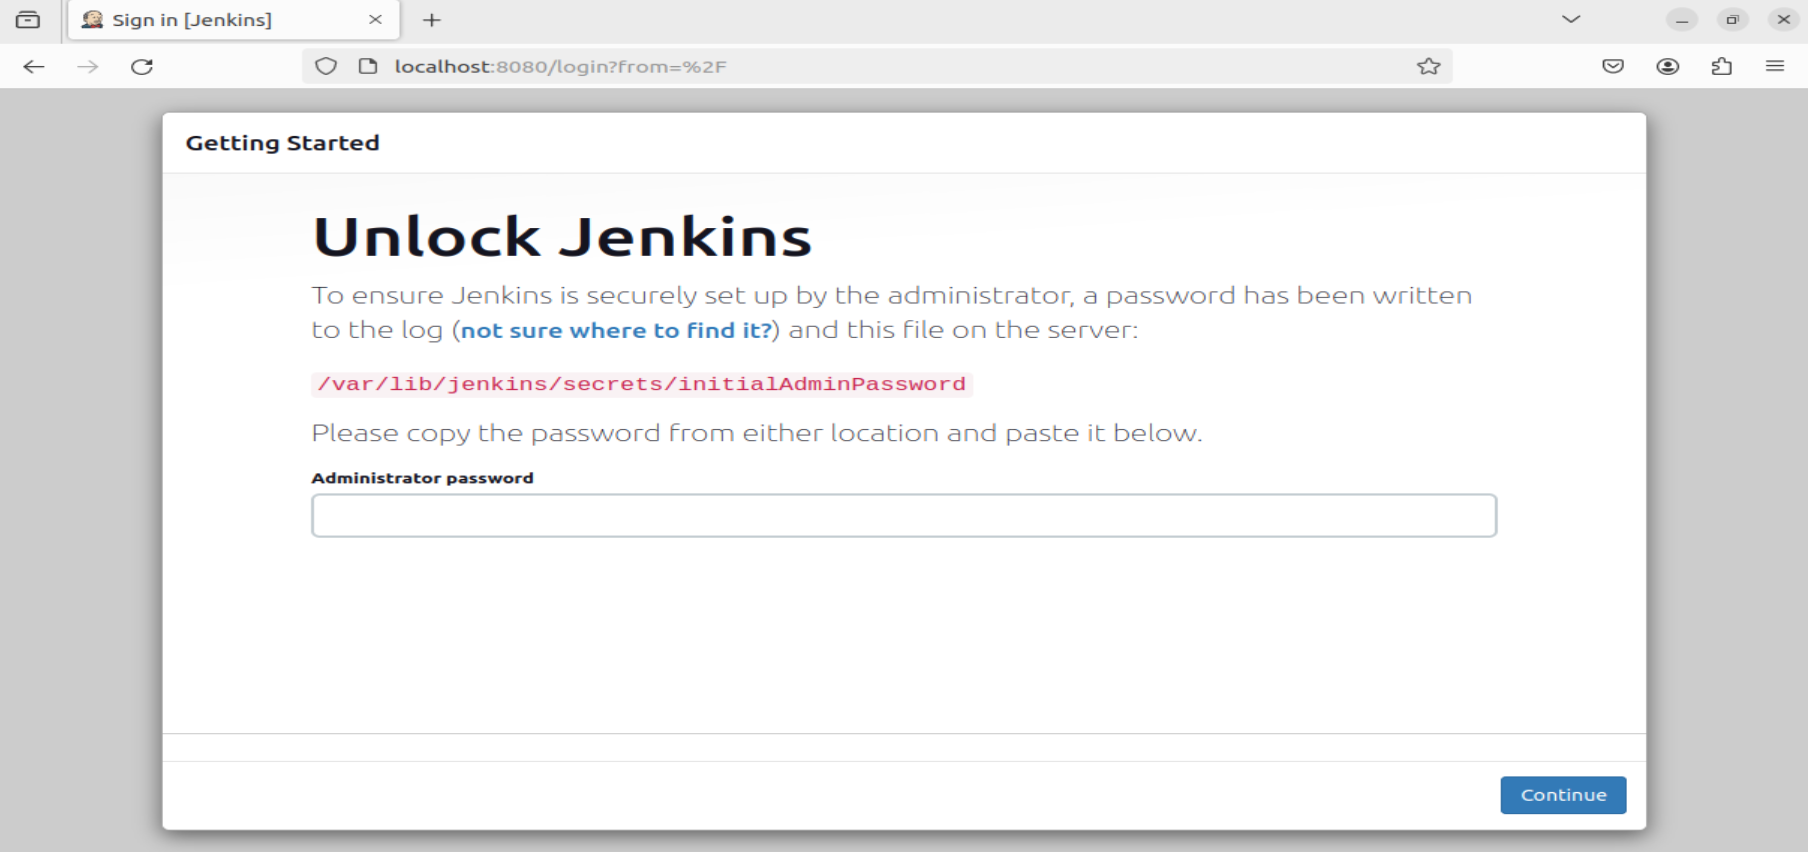 Sign in [Jenkins]
localhost:8080/login?from=%2F
Getting Started
Unlock Jenkins
To ensure Jenkins is securely set up by the administrator, a password has been written
to the log (not sure where to find it?) and this file on the server:
/var/lib/jenkins/secrets/initialAdminPassword
Please copy the password from either location and paste it below.
Administrator password
Continue